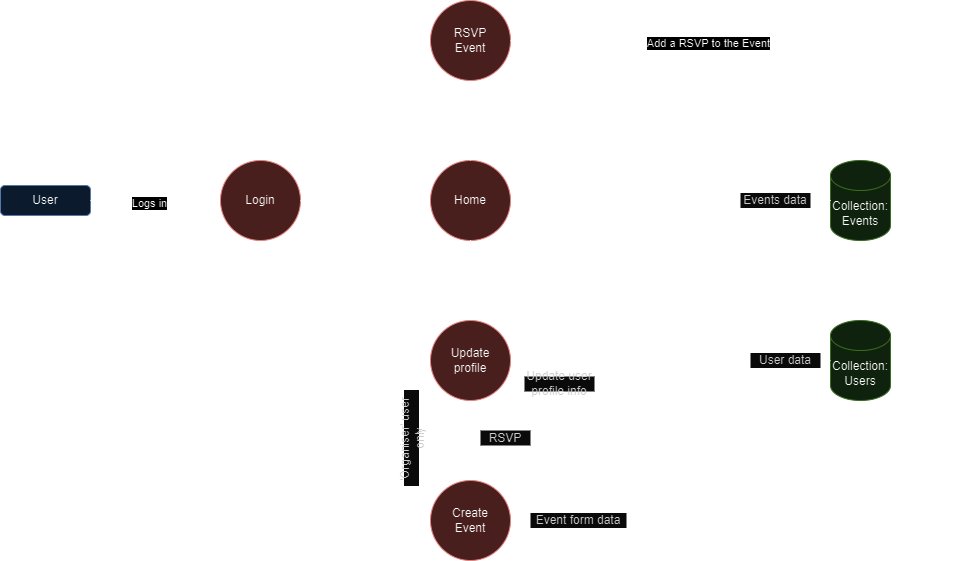 RSVP
Event
Add a RSVP to the Event
User
Logs in
Login
Home
Events data
Collection:
Events
Update
profile
Update user
profile info
User data
Collection:
Users
Organiser user
only
RSVP
Create
Event
Event form data